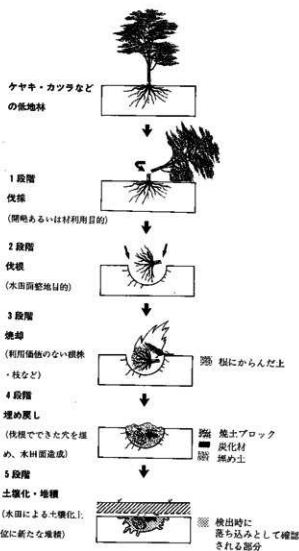 ケヤキ・カツラなど
の低地林
1段階
伐採
(開墾あるいは材利用目的)
2段階
伐根
(水田面整地目的)
3段階
焼却
(利用価値のない根株
・枝など)
根にからんだ土
4段階
埋め戻し
(伐根でできた穴を埋
め、水田面造成)
焼土ブロック
炭化材
埋め土
5段階
土壌化・堆積
(水田による土壌化上
位に新たな堆積)
検出時に
落ち込みとして確認
される部分